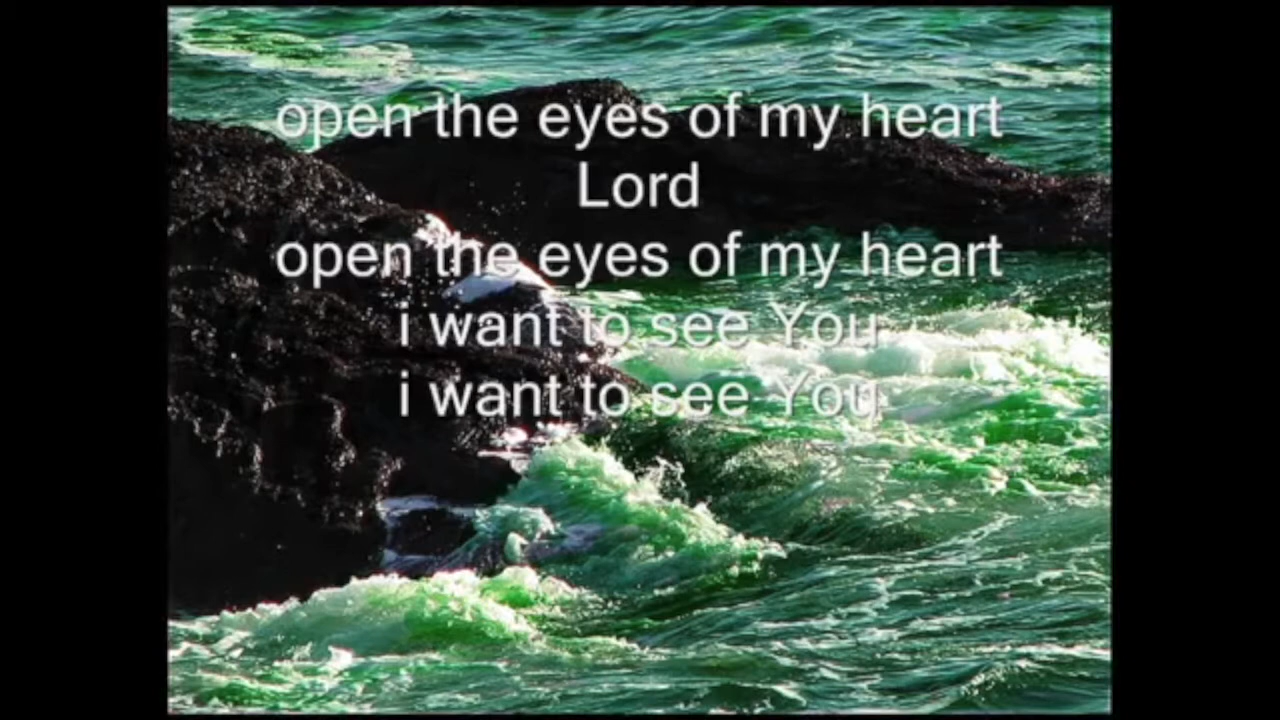 open the eyes of my heart
Lord
open the eyes of my heart
i want to see You
i want to see You